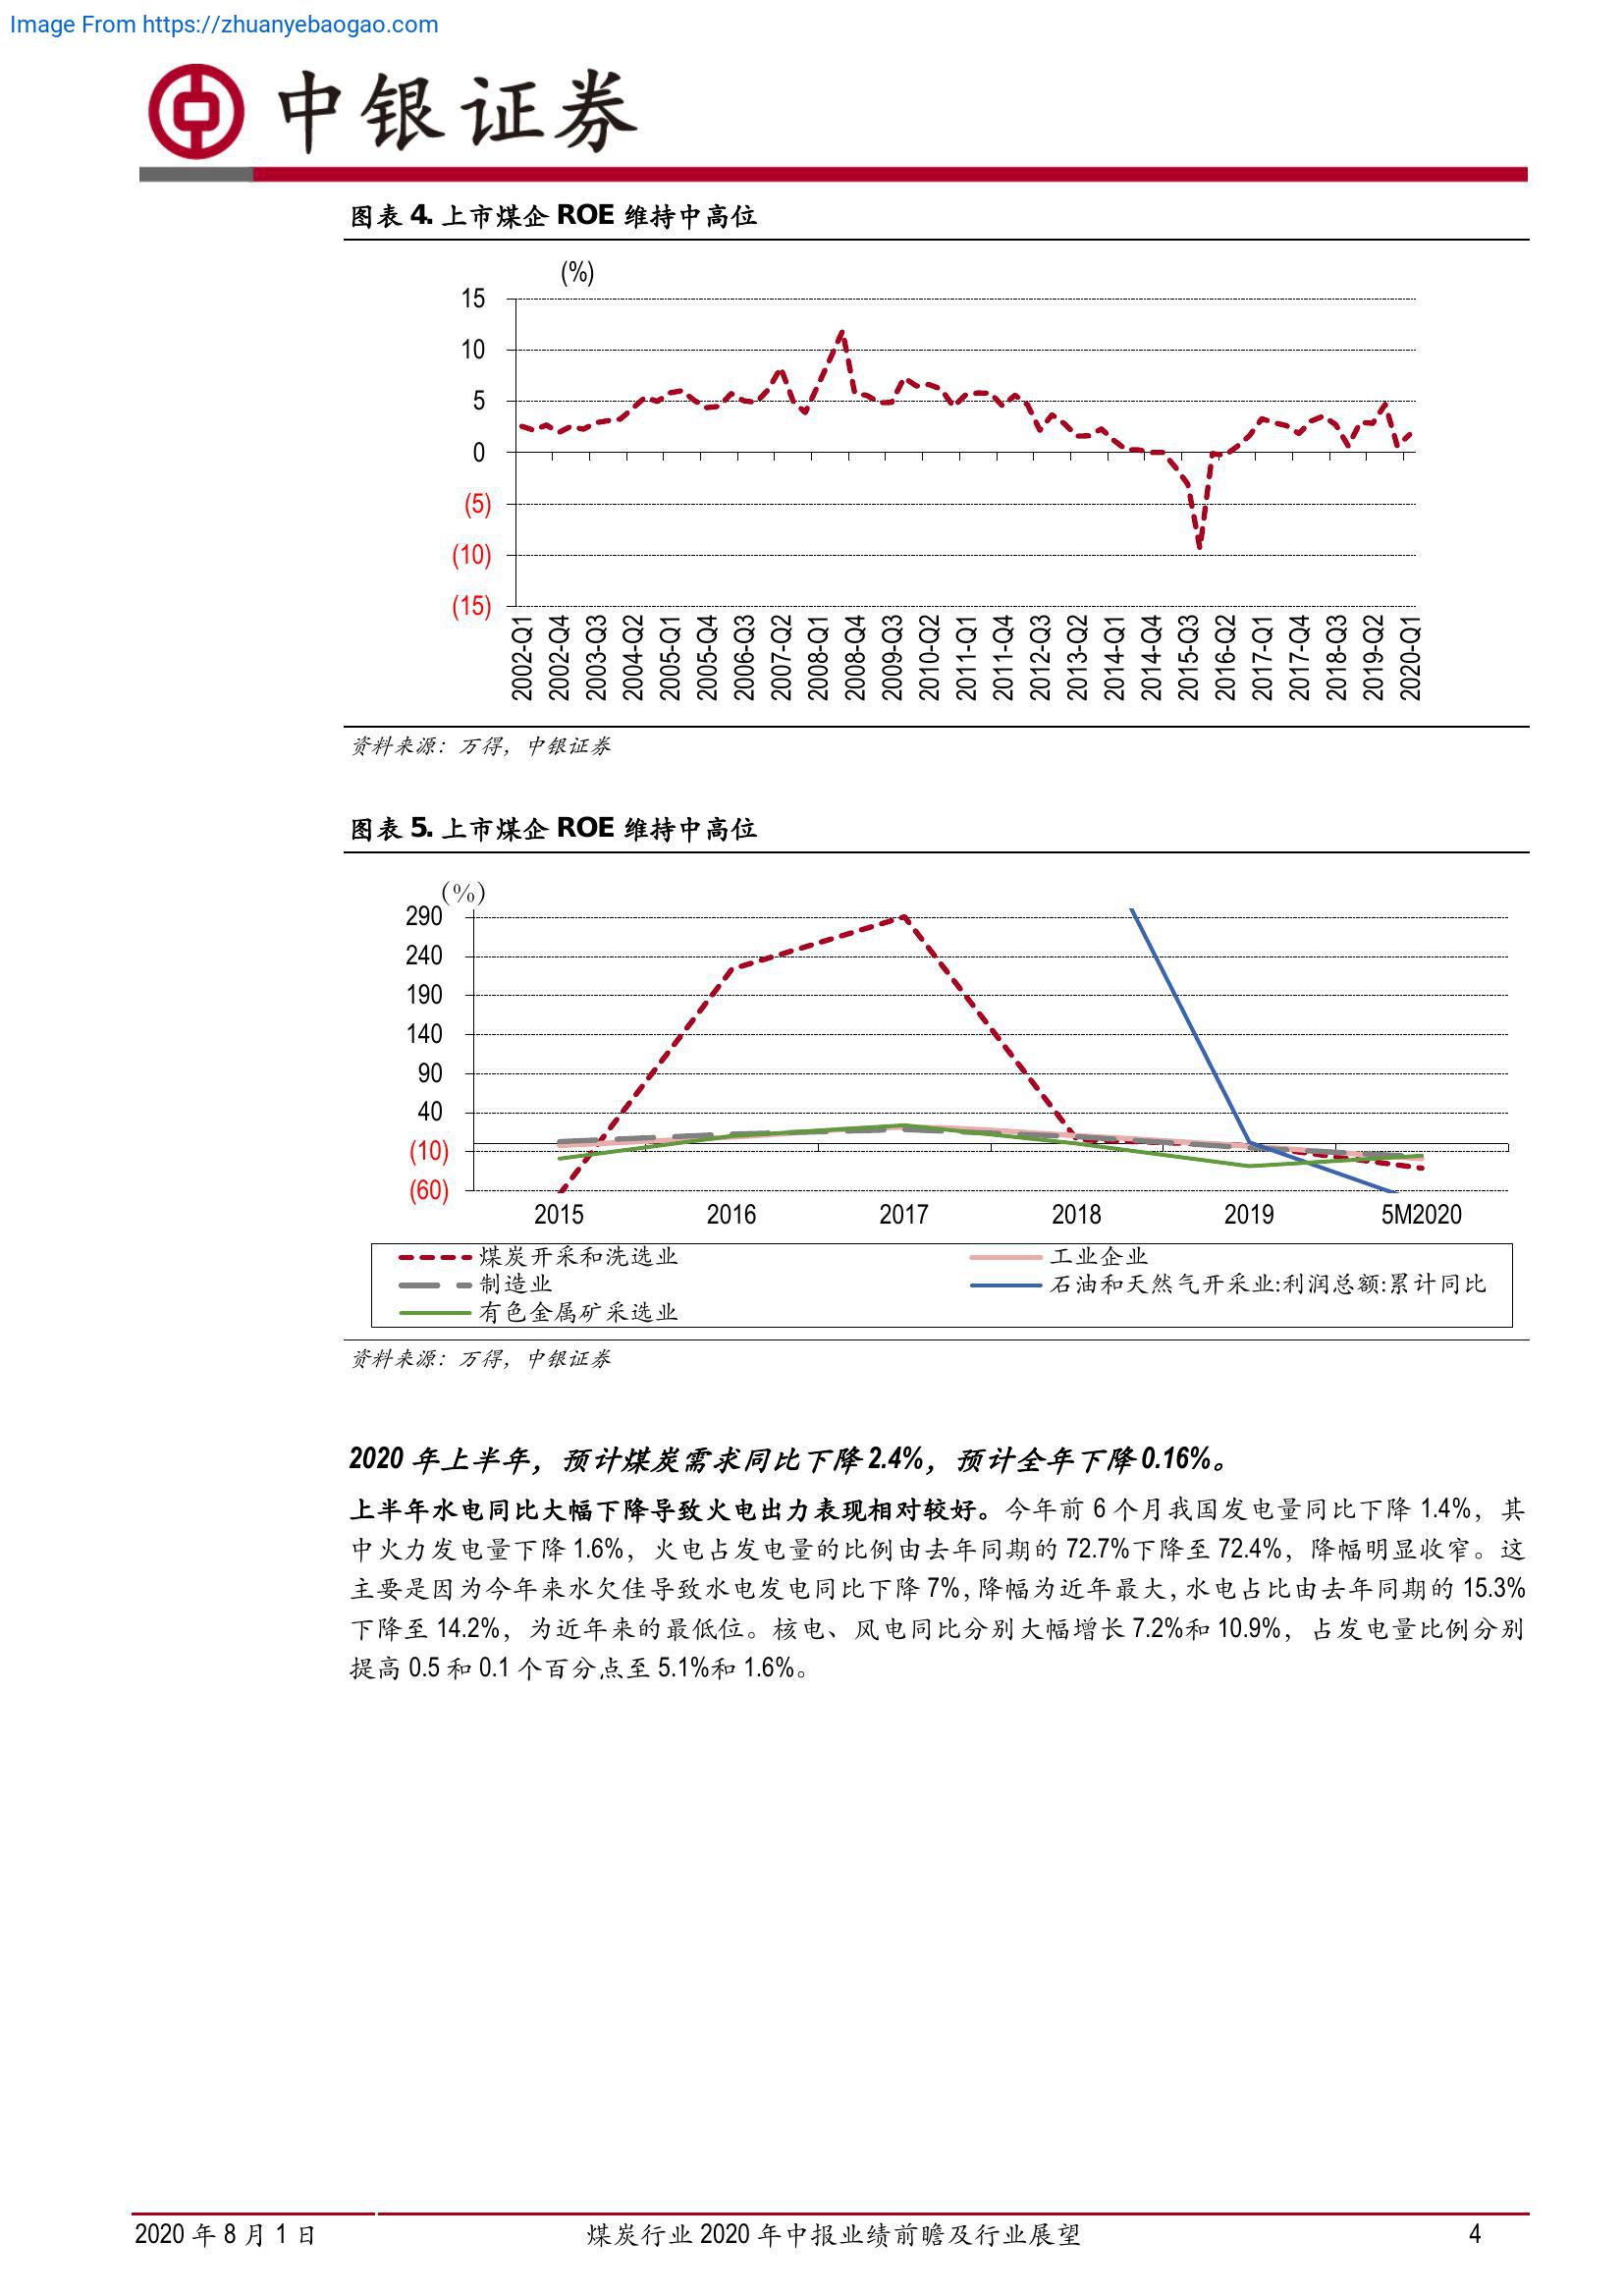 Image From https://zhuanyebaogao.com
中银证券
图表 4. 上市煤企 ROE 维持中高位
(%)
15
10
5
0
(5)
(10)
(15)
2002-Q1
2002-Q4
2003-Q3
2004-Q2
2005-Q1
2005-Q4
2006-Q3
2007-Q2
2008-Q1
2008-Q4
2009-Q3
2010-Q2
2011-Q1
2011-Q4
2012-Q3
2013-Q2
2014-Q1
2014-Q4
2015-Q3
2016-Q2
2017-Q1
2017-Q4
2018-Q3
2019-Q2
2020-Q1
资料来源：万得，中银证券
图表 5. 上市煤企 ROE 维持中高位
(%)
290
240
190
140
90
40
(10)
(60)
2015 2016 2017 2018 2019 5M2020
煤炭开采和洗选业 工业企业
制造业 石油和天然气开采业:利润总额:累计同比
有色金属矿采选业
资料来源：万得，中银证券
2020 年上半年，预计煤炭需求同比下降 2.4%，预计全年下降 0.16%。
上半年水电同比大幅下降导致火电出力表现相对较好。今年前 6 个月我国发电量同比下降 1.4%，其
中火力发电量下降 1.6%，火电占发电量的比例由去年同期的 72.7%下降至 72.4%，降幅明显收窄。这
主要是因为今年来水欠佳导致水电发电同比下降 7%，降幅为近年最大，水电占比由去年同期的 15.3%
下降至 14.2%，为近年来的最低位。核电、风电同比分别大幅增长 7.2%和 10.9%，占发电量比例分别
提高 0.5 和 0.1 个百分点至 5.1%和 1.6%。
2020 年 8 月 1 日 煤炭行业 2020 年中报业绩前瞻及行业展望 4